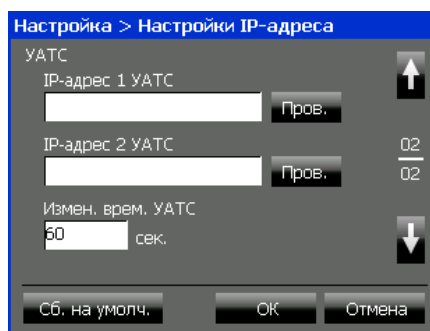 Настройка > Настройки IP-адреса
УАТС
IP-адрес 1 УАТС
Пров.
IP-адрес 2 УАТС
Пров.
02
02
Измен. врем. УАТС
60 сек.
Сб. на умолч. ОК Отмена